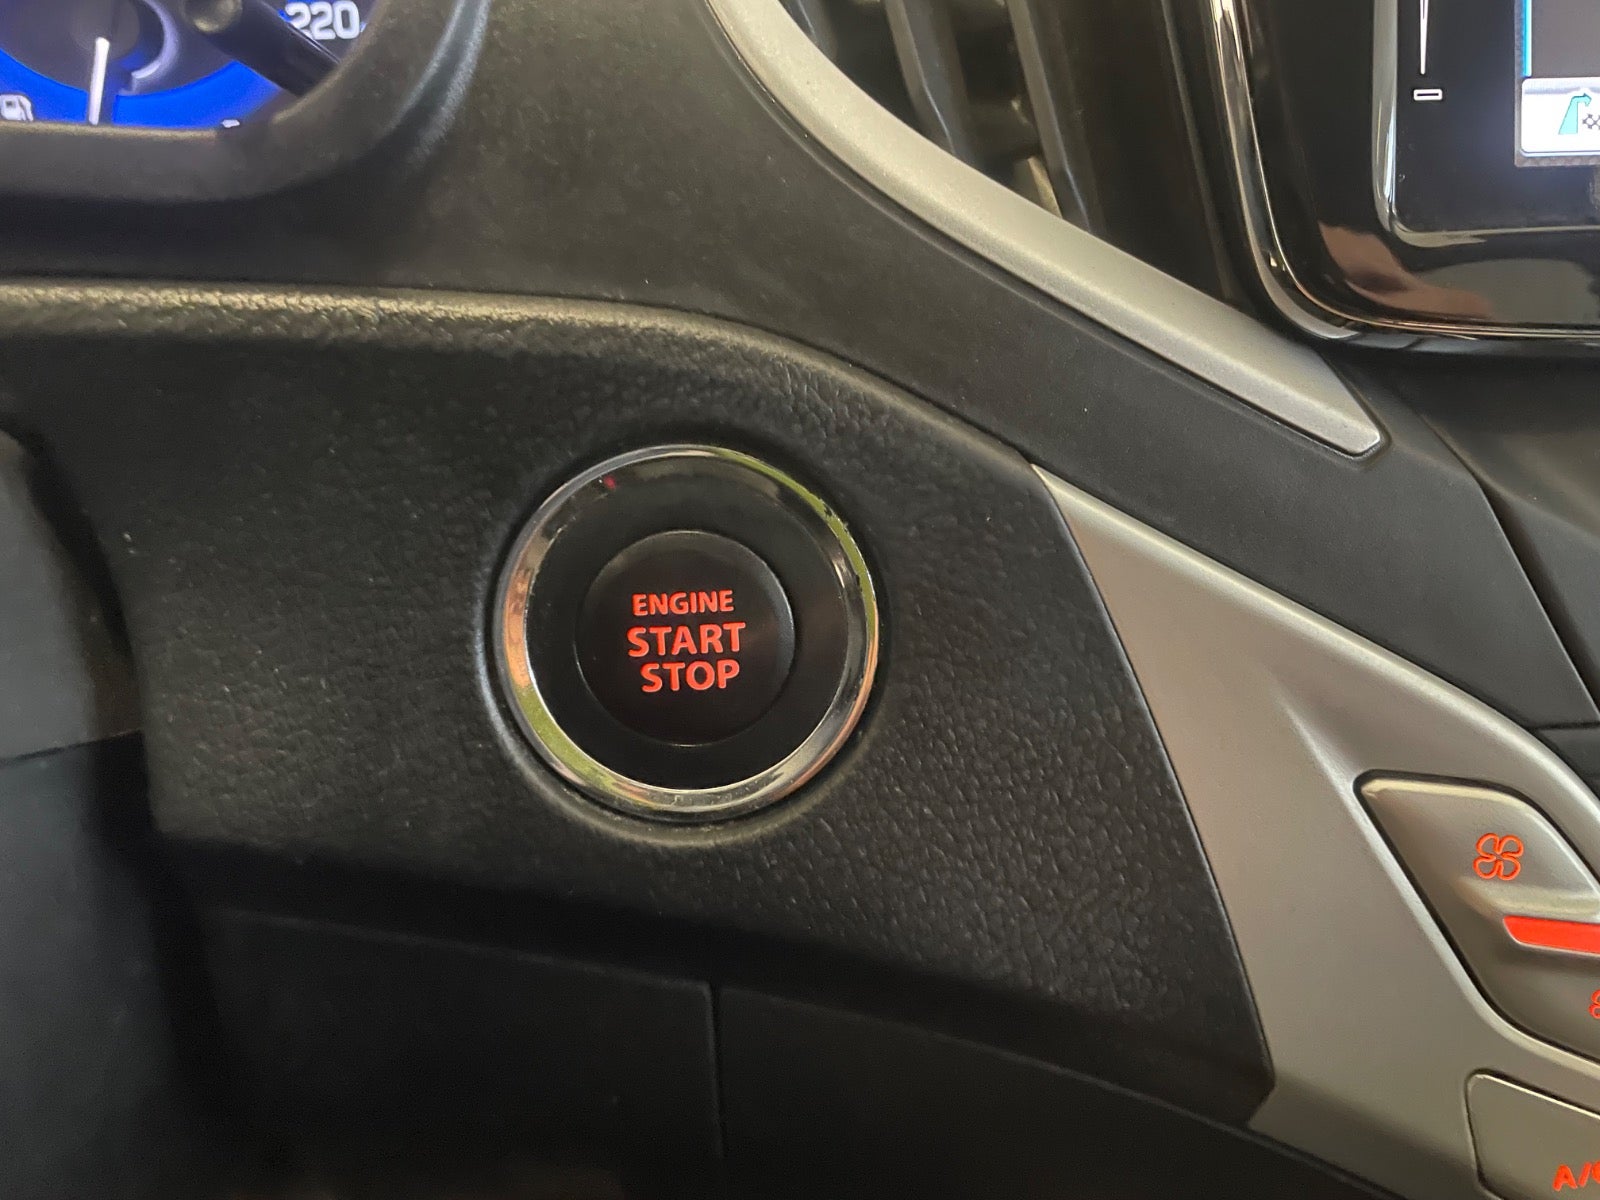 220
ENGINE
START
STOP
A/